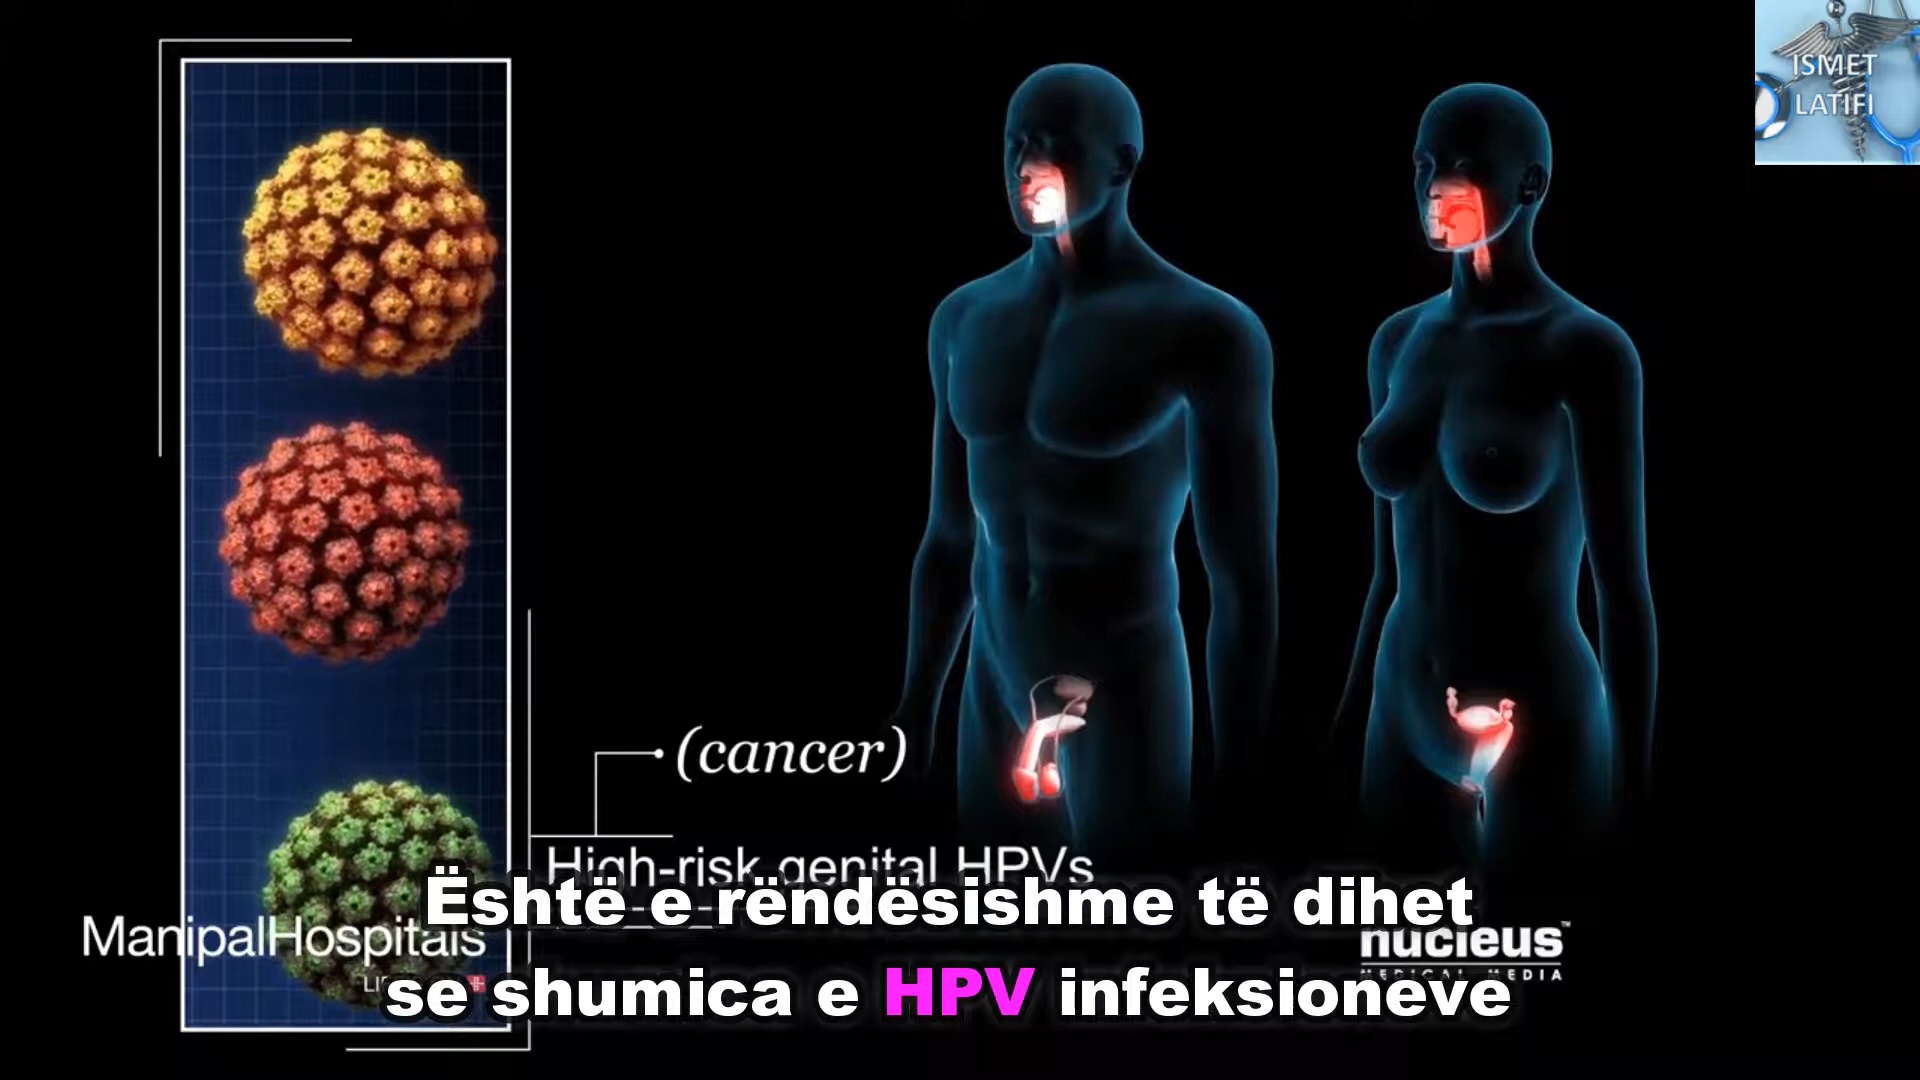 ISMET
LATIFI
(cancer)
High-risk genital HPVs
Është e rëndësishme të dihet
ManipalHospitals
nucleus
MEDICAL MEDIA
se shumica e HPV infeksioneve